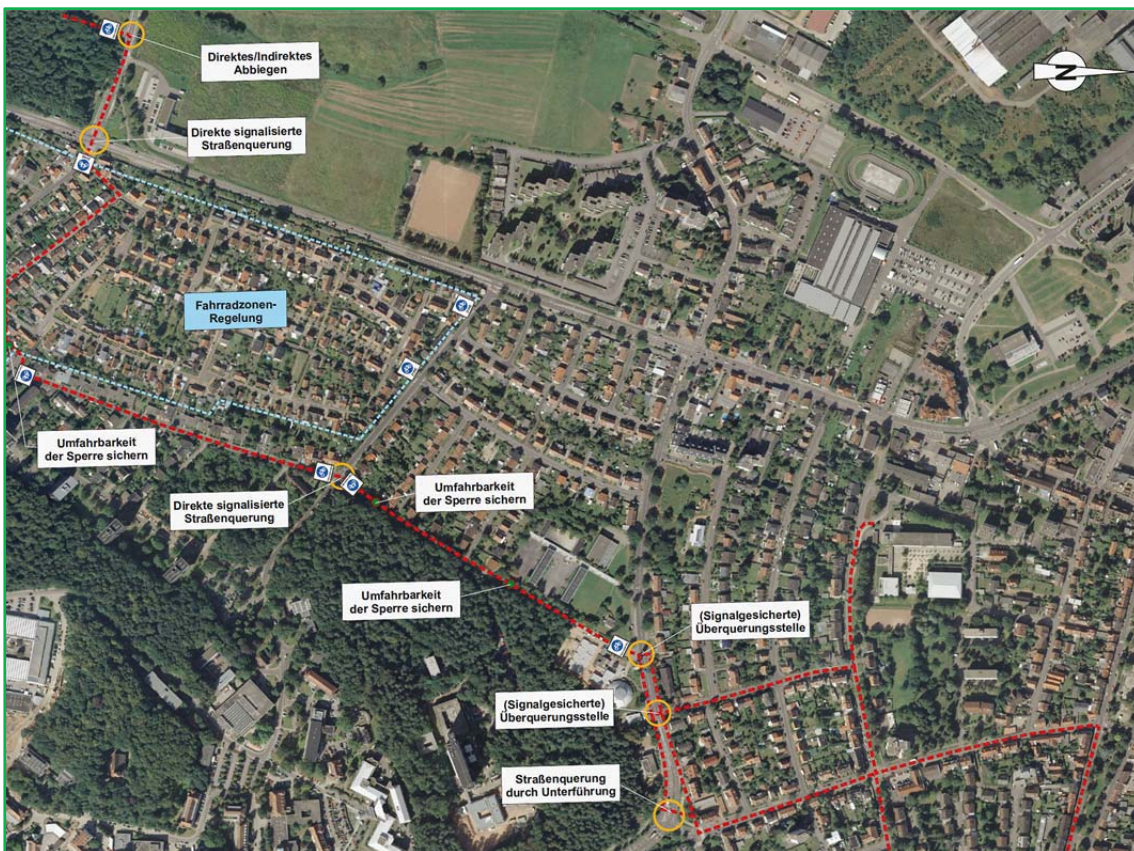 Direktes/Indirektes
Abbiegen
Direkte signalisierte
Straßenquerung
Fahrradzonen-
Regelung
Umfahrbarkeit
der Sperre sichern
Direkte signalisierte
Straßenquerung
Umfahrbarkeit
der Sperre sichern
Umfahrbarkeit
der Sperre sichern
(Signalgesicherte)
Überquerungsstelle
(Signalgesicherte)
Überquerungsstelle
Straßenquerung
durch Unterführung
N